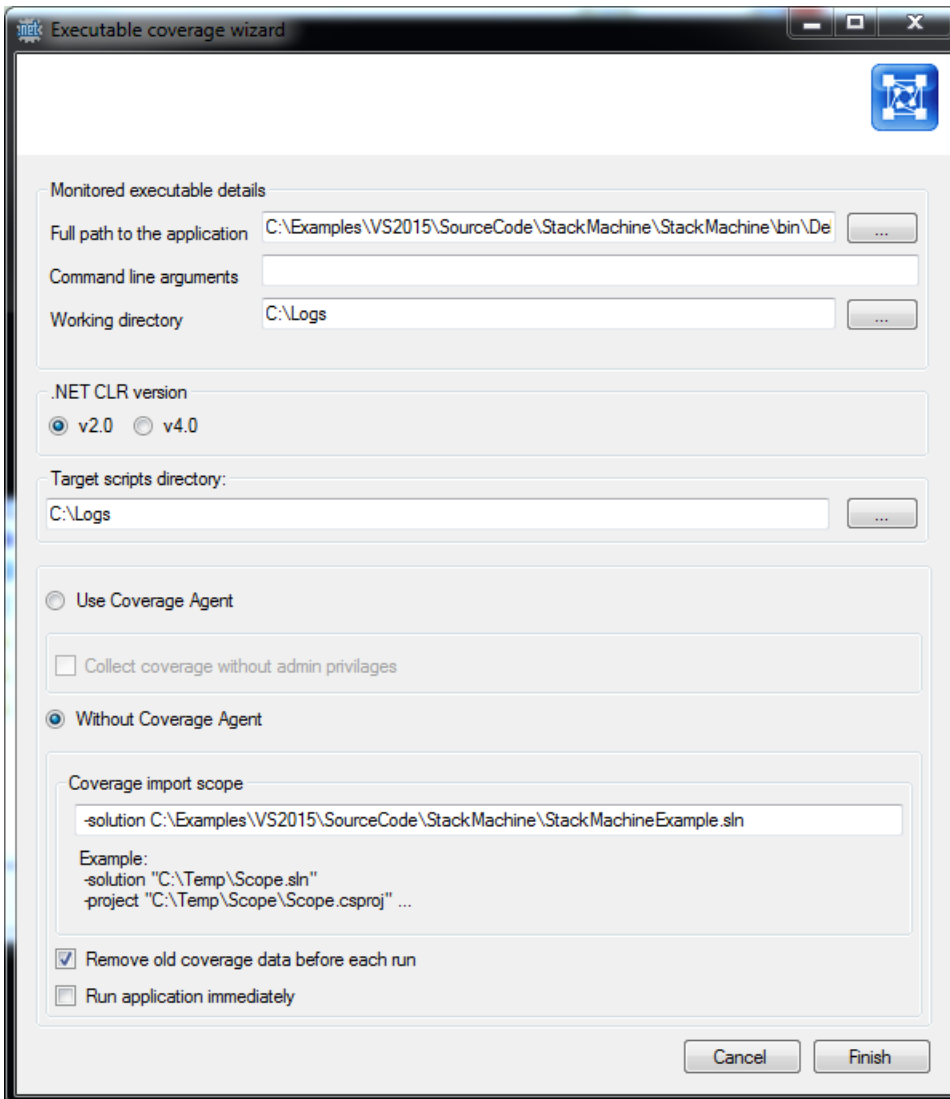 .net
Executable coverage wizard
Monitored executable details
Full path to the application C:\Examples\VS2015\SourceCode\StackMachine\StackMachine\bin\De
...
Command line arguments
Working directory C:\Logs ...
.NET CLR version
v2.0 v4.0
Target scripts directory:
C:\Logs ...
Use Coverage Agent
Collect coverage without admin privilages
Without Coverage Agent
Coverage import scope
-solution C:\Examples\VS2015\SourceCode\StackMachine\StackMachineExample.sln
Example:
-solution "C:\Temp\Scope.sln"
-project "C:\Temp\Scope\Scope.csproj" ...
Remove old coverage data before each run
Run application immediately
Cancel Finish